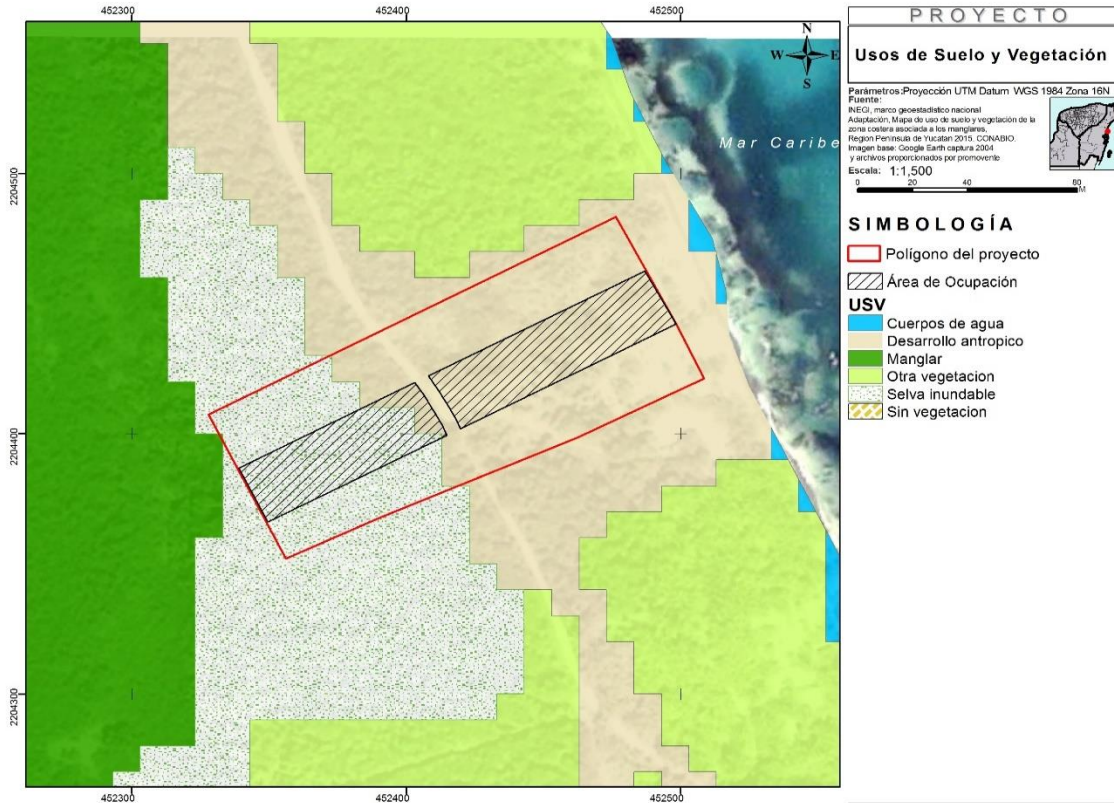 452300 452400 452500
2204500
2204400
2204300
452300 452400 452500
N
W E
S
Mar Caribe
PROYECTO
Usos de Suelo y Vegetación
Parámetros:Proyección UTM Datum WGS 1984 Zona 16N
Fuente:
INEGI, marco geoestadistico nacional
Adaptación, Mapa de uso de suelo y vegetación de la
zona costera asociada a los manglares,
Region Peninsula de Yucatan 2015. CONABIO.
Imagen base: Google Earth captura 2004
y archivos proporcionados por promovente
Escala: 1:1,500
0 20 40 80
M
SIMBOLOGÍA
Polígono del proyecto
Área de Ocupación
USV
Cuerpos de agua
Desarrollo antropico
Manglar
Otra vegetacion
Selva inundable
Sin vegetacion